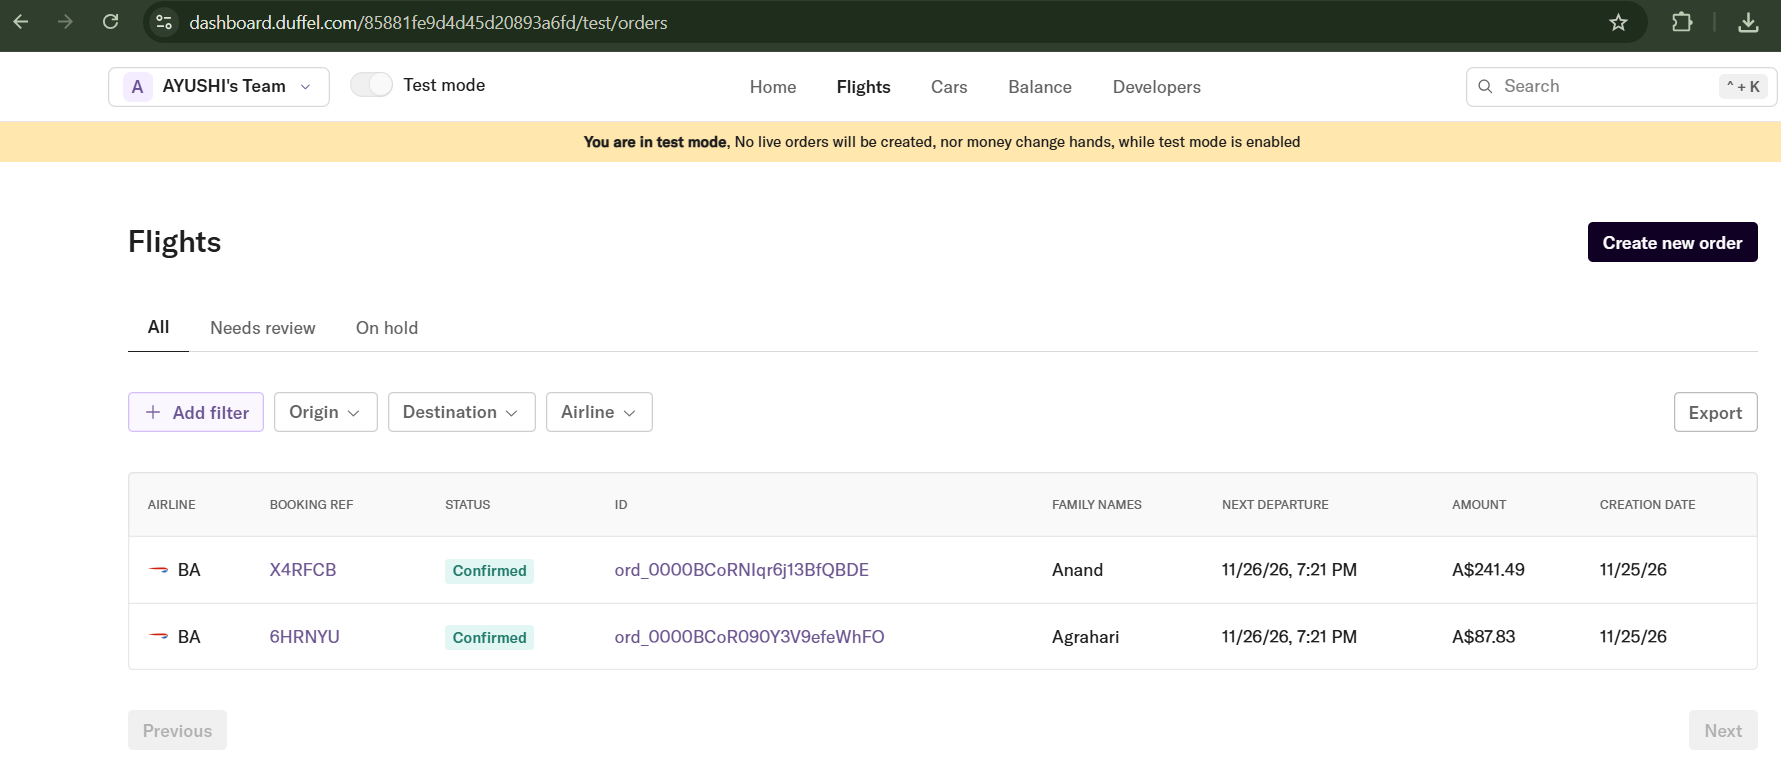 dashboard.duffel.com/85881fe9d4d45d20893a6fd/test/orders
A AYUSHI's Team Test mode Home Flights Cars Balance Developers Search ^ + K
You are in test mode, No live orders will be created, nor money change hands, while test mode is enabled
Flights Create new order
All Needs review On hold
+ Add filter Origin Destination Airline Export
AIRLINE BOOKING REF STATUS ID FAMILY NAMES NEXT DEPARTURE AMOUNT CREATION DATE
BA X4RFCB Confirmed ord_0000BCoRNIqr6j13BfQBDE Anand 11/26/26, 7:21 PM A$241.49 11/25/26
BA 6HRNYU Confirmed ord_0000BCoR090Y3V9efeWhFO Agrahari 11/26/26, 7:21 PM A$87.83 11/25/26
Previous Next